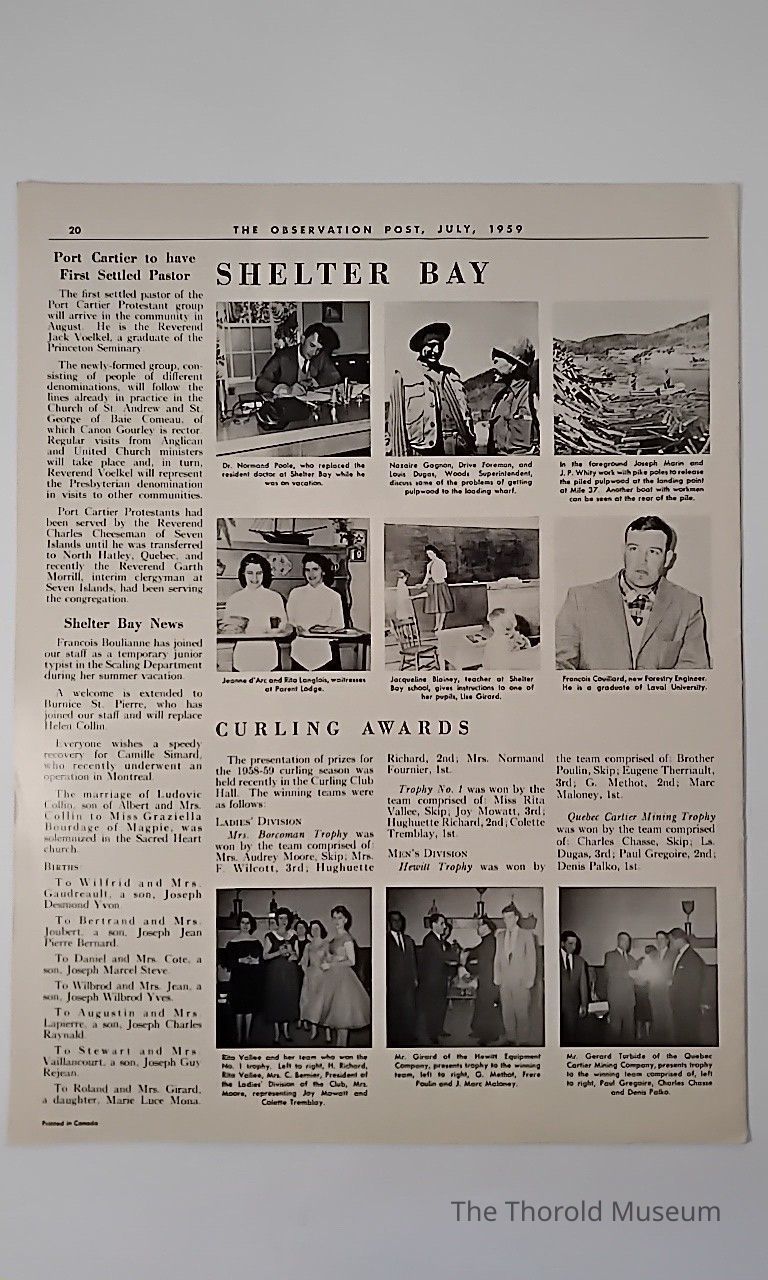 20
THE OBSERVATION POST, JULY, 1959
Port Cartier to have
First Settled Pastor
The first settled pastor of the
Port Cartier Protestant group
will arrive in the community in
August. He is the Reverend
Jack Voelkel, a graduate of the
Princeton Seminary.
The newly-formed group, con-
sisting of people of different
denominations, will follow the
lines already in practice in the
Church of St. Andrew and St.
George of Baie Comeau, of
which Canon Gourley is rector.
Regular visits from Anglican
and United Church ministers
will take place and, in turn,
Reverend Voelkel will represent
the Presbyterian denomination
in visits to other communities.
Port Cartier Protestants had
been served by the Reverend
Charles Cheeseman of Seven
Islands until he was transferred
to North Hatley, Quebec, and
recently the Reverend Garth
Morrill, interim clergyman at
Seven Islands, had been serving
the congregation.
Shelter Bay News
Francois Boulianne has joined
our staff as a temporary junior
typist in the Scaling Department
during her summer vacation.
A welcome is extended to
Burnice St. Pierre, who has
joined our staff and will replace
Helen Collin.
Everyone wishes a speedy
recovery for Camille Simard,
who recently underwent an
operation in Montreal.
The marriage of Ludovic
Collin, son of Albert and Mrs.
Collin to Miss Graziella
Bourdage of Magpie, was
solemnized in the Sacred Heart
church.
BIRTHS:
To Wilfrid and Mrs.
Gaudreault, a son, Joseph
Desmond Yvon.
To Bertrand and Mrs.
Joubert, a son, Joseph Jean
Pierre Bernard.
To Daniel and Mrs. Cote, a
son, Joseph Marcel Steve.
To Wilbrod and Mrs. Jean, a
son, Joseph Wilbrod Yves.
To Augustin and Mrs.
Lapierre, a son, Joseph Charles
Raynald.
To Stewart and Mrs.
Vaillancourt, a son, Joseph Guy
Rejean.
To Roland and Mrs. Girard,
a daughter, Marie Luce Mona.
Printed in Canada
SHELTER BAY
Dr. Normand Poole, who replaced the
resident doctor at Shelter Bay while he
was on vacation.
Nazaire Gagnon, Drive Foreman, and
Louis Dugas, Woods Superintendent,
discuss some of the problems of getting
pulpwood to the loading wharf.
In the foreground Joseph Marin and
J. P. Whity work with pike poles to release
the piled pulpwood at the landing point
at Mile 37. Another boat with workmen
can be seen at the rear of the pile.
Jeanne d'Arc and Rita Langlois, waitresses
at Parent Lodge.
Jacqueline Blainey, teacher at Shelter
Bay school, gives instructions to one of
her pupils, Lise Girard.
Francois Couillard, new Forestry Engineer.
He is a graduate of Laval University.
CURLING AWARDS
The presentation of prizes for
the 1958-59 curling season was
held recently in the Curling Club
Hall. The winning teams were
as follows:
LADIES' DIVISION
Mrs. Borcoman Trophy was
won by the team comprised of:
Mrs. Audrey Moore, Skip; Mrs.
F. Wilcott, 3rd; Hughuette
Richard, 2nd; Mrs. Normand
Fournier, 1st.
Trophy No. 1 was won by the
team comprised of: Miss Rita
Vallee, Skip; Joy Mowatt, 3rd;
Hughuette Richard, 2nd; Colette
Tremblay, 1st.
MEN'S DIVISION
Hewitt Trophy was won by
the team comprised of: Brother
Poulin, Skip; Eugene Therriault,
3rd; G. Methot, 2nd; Marc
Maloney, 1st.
Quebec Cartier Mining Trophy
was won by the team comprised
of: Charles Chasse, Skip; Ls.
Dugas, 3rd; Paul Gregoire, 2nd;
Denis Palko, 1st.
Rita Vallee and her team who won the
No. 1 trophy. Left to right, H. Richard,
Rita Vallee, Mrs. C. Bernier, President of
the Ladies' Division of the Club, Mrs.
Moore, representing Joy Mowatt and
Colette Tremblay.
Mr. Girard of the Hewitt Equipment
Company, presents trophy to the winning
team, left to right, G. Methot, Frere
Poulin and J. Marc Maloney.
Mr. Gerard Turbide of the Quebec
Cartier Mining Company, presents trophy
to the winning team comprised of, left
to right, Paul Gregoire, Charles Chasse
and Denis Palko.
The Thorold Museum